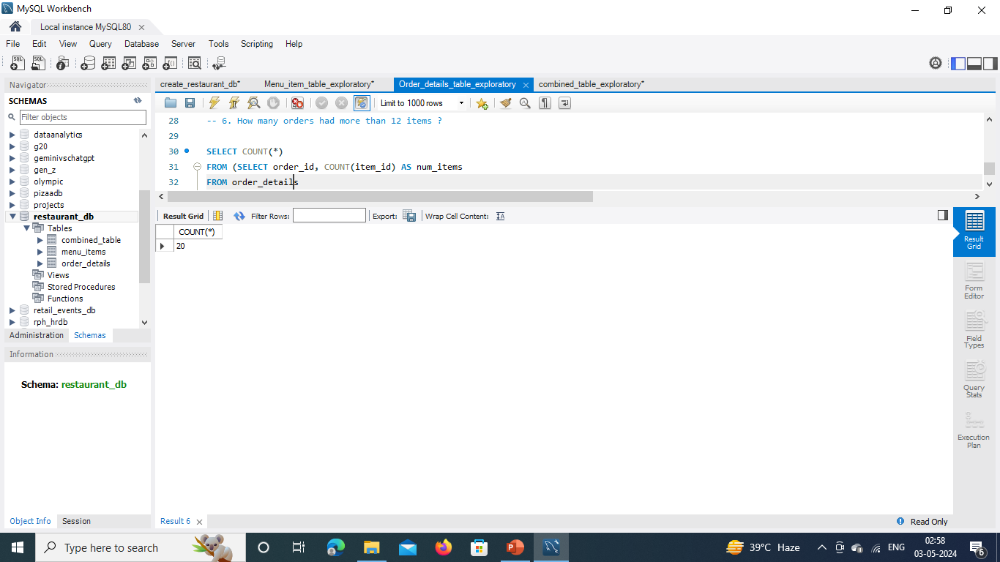 MySQL Workbench
Local instance MySQL80
File Edit View Query Database Server Tools Scripting Help
Navigator
SCHEMAS
Filter objects
dataanalytics
g20
geminivschatgpt
gen_z
olympic
pizaadb
projects
restaurant_db
Tables
combined_table
menu_items
order_details
Views
Stored Procedures
Functions
retail_events_db
rph_hrdb
Administration Schemas
Information
Schema: restaurant_db
Object Info Session
create_restaurant_db* Menu_item_table_exploratory* Order_details_table_exploratory combined_table_exploratory*
Limit to 1000 rows
28 -- 6. How many orders had more than 12 items ?
29
30 SELECT COUNT(*)
31 FROM (SELECT order_id, COUNT(item_id) AS num_items
32 FROM order_details
Result Grid Filter Rows: Export: Wrap Cell Content:
COUNT(*)
20
Result Grid
Form Editor
Field Types
Query Stats
Execution Plan
Result 6
Read Only
Type here to search
39°C Haze
ENG
02:58
03-05-2024
6